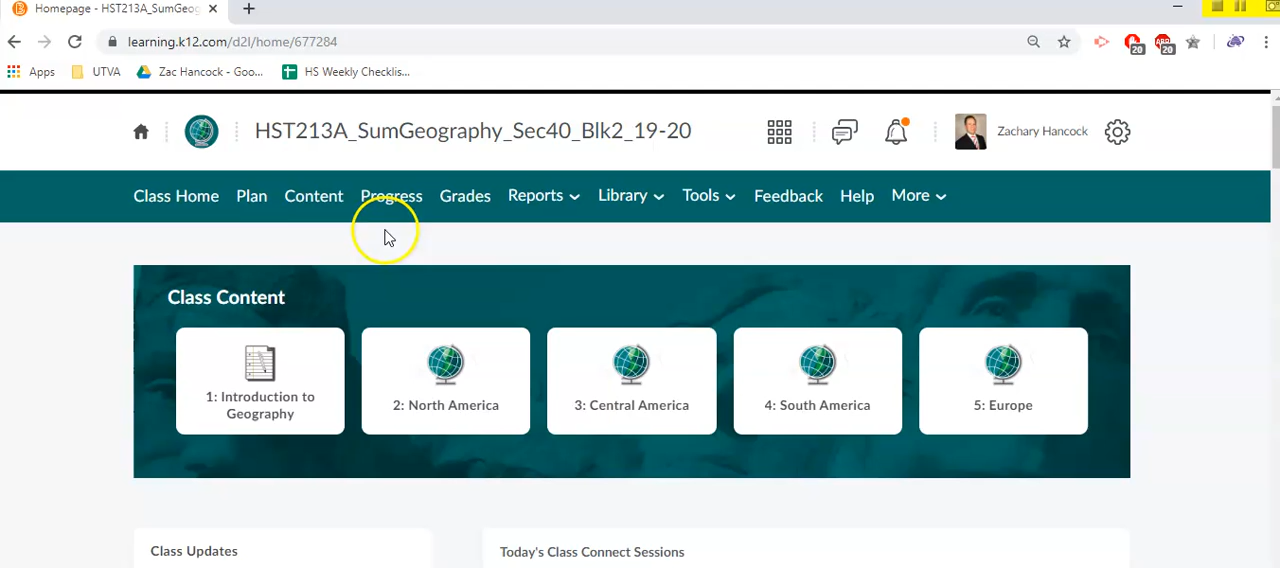 Homepage - HST213A_SumGeog
learning.k12.com/d2l/home/677284
20
20
Apps
UTVA
Zac Hancock - Goo...
HS Weekly Checklis...
HST213A_SumGeography_Sec40_Blk2_19-20
Zachary Hancock
Class Home Plan Content Progress Grades Reports Library Tools Feedback Help More
Class Content
1: Introduction to
Geography
2: North America
3: Central America
4: South America
5: Europe
Class Updates
Today's Class Connect Sessions